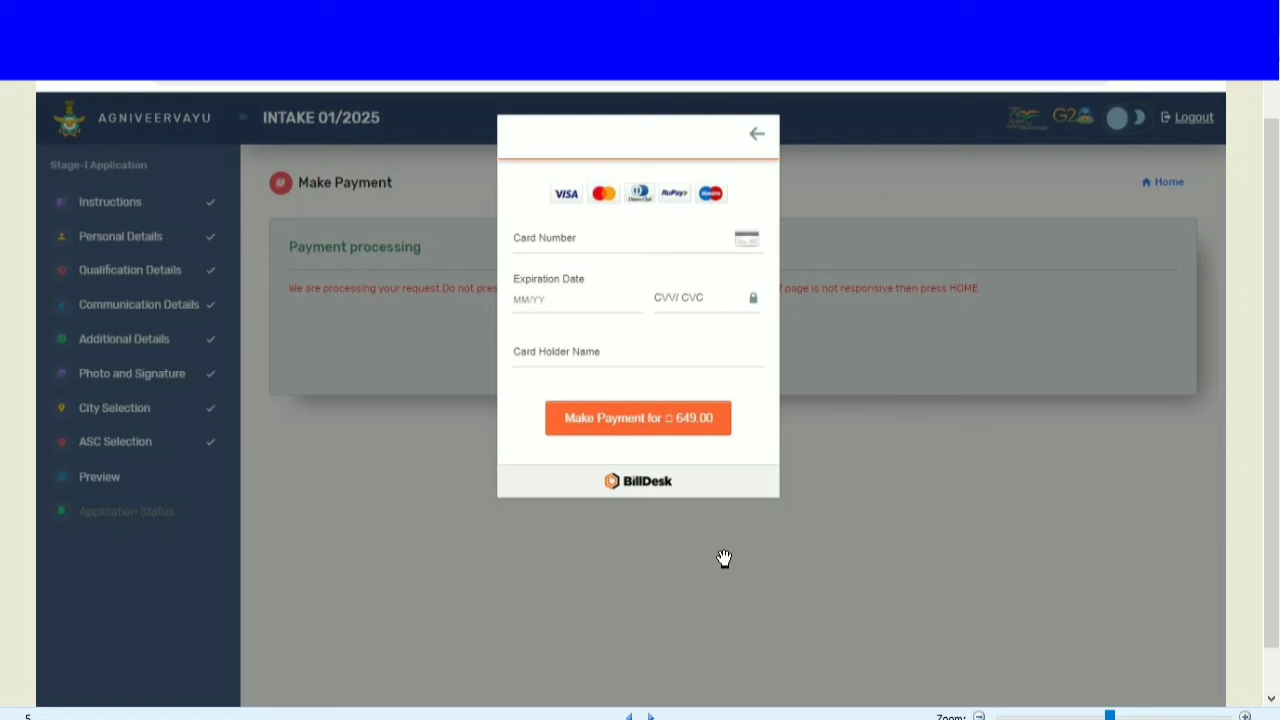 AGNIVEERVAYU
INTAKE 01/2025
Logout
Stage-I Application
Instructions
Personal Details
Qualification Details
Communication Details
Additional Details
Photo and Signature
City Selection
ASC Selection
Preview
Application Status
Make Payment
Home
Payment processing
We are processing your request.Do not pres
f page is not responsive then press HOME.
VISA
RuPay
Card Number
Expiration Date
MM/YY
CVV/ CVC
Card Holder Name
Make Payment for □ 649.00
BillDesk
5
Zoom: